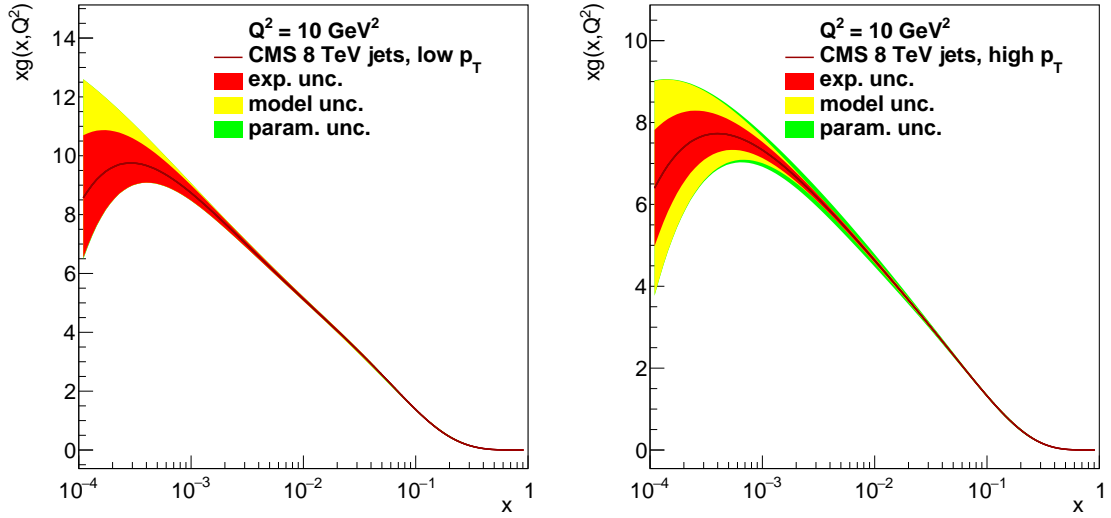 xg(x,Q²)
14
12
10
8
6
4
2
0
Q² = 10 GeV²
CMS 8 TeV jets, low p_T
exp. unc.
model unc.
param. unc.
10⁻⁴ 10⁻³ 10⁻² 10⁻¹ 1
x
xg(x,Q²)
10
8
6
4
2
0
Q² = 10 GeV²
CMS 8 TeV jets, high p_T
exp. unc.
model unc.
param. unc.
10⁻⁴ 10⁻³ 10⁻² 10⁻¹ 1
x